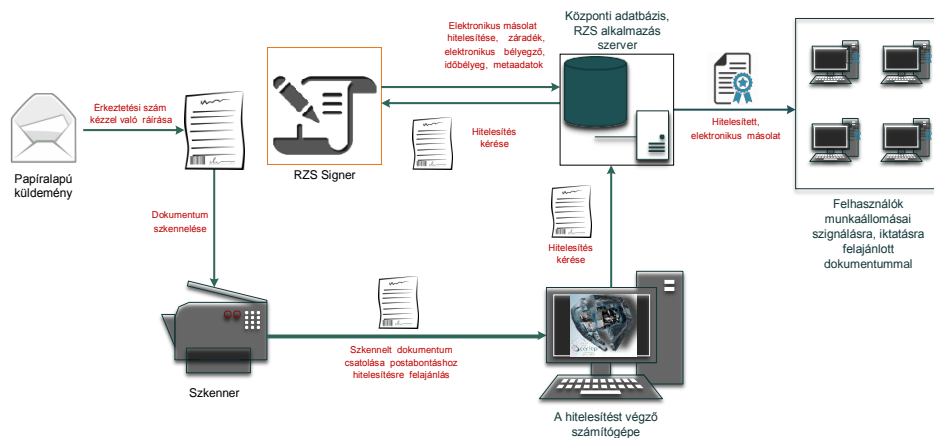 Elektronikus másolat
hitelesítése, záradék,
elektronikus bélyegző,
időbélyeg, metaadatok
Központi adatbázis,
RZS alkalmazás
szerver
Erkeztetési szám
kézzel való ráírása
Hitelesítés
kérése
Hitelesített,
elektronikus másolat
Papíralapú
küldemény
RZS Signer
Dokumentum
szkennelése
Hitelesítés
kérése
Felhasználók
munkaállomásai
szignálásra, iktatásra
felajánlott
dokumentummal
Szkennelt dokumentum
csatolása postabontáshoz
hitelesítésre felajánlás
Szkenner
A hitelesítést végző
számítógépe